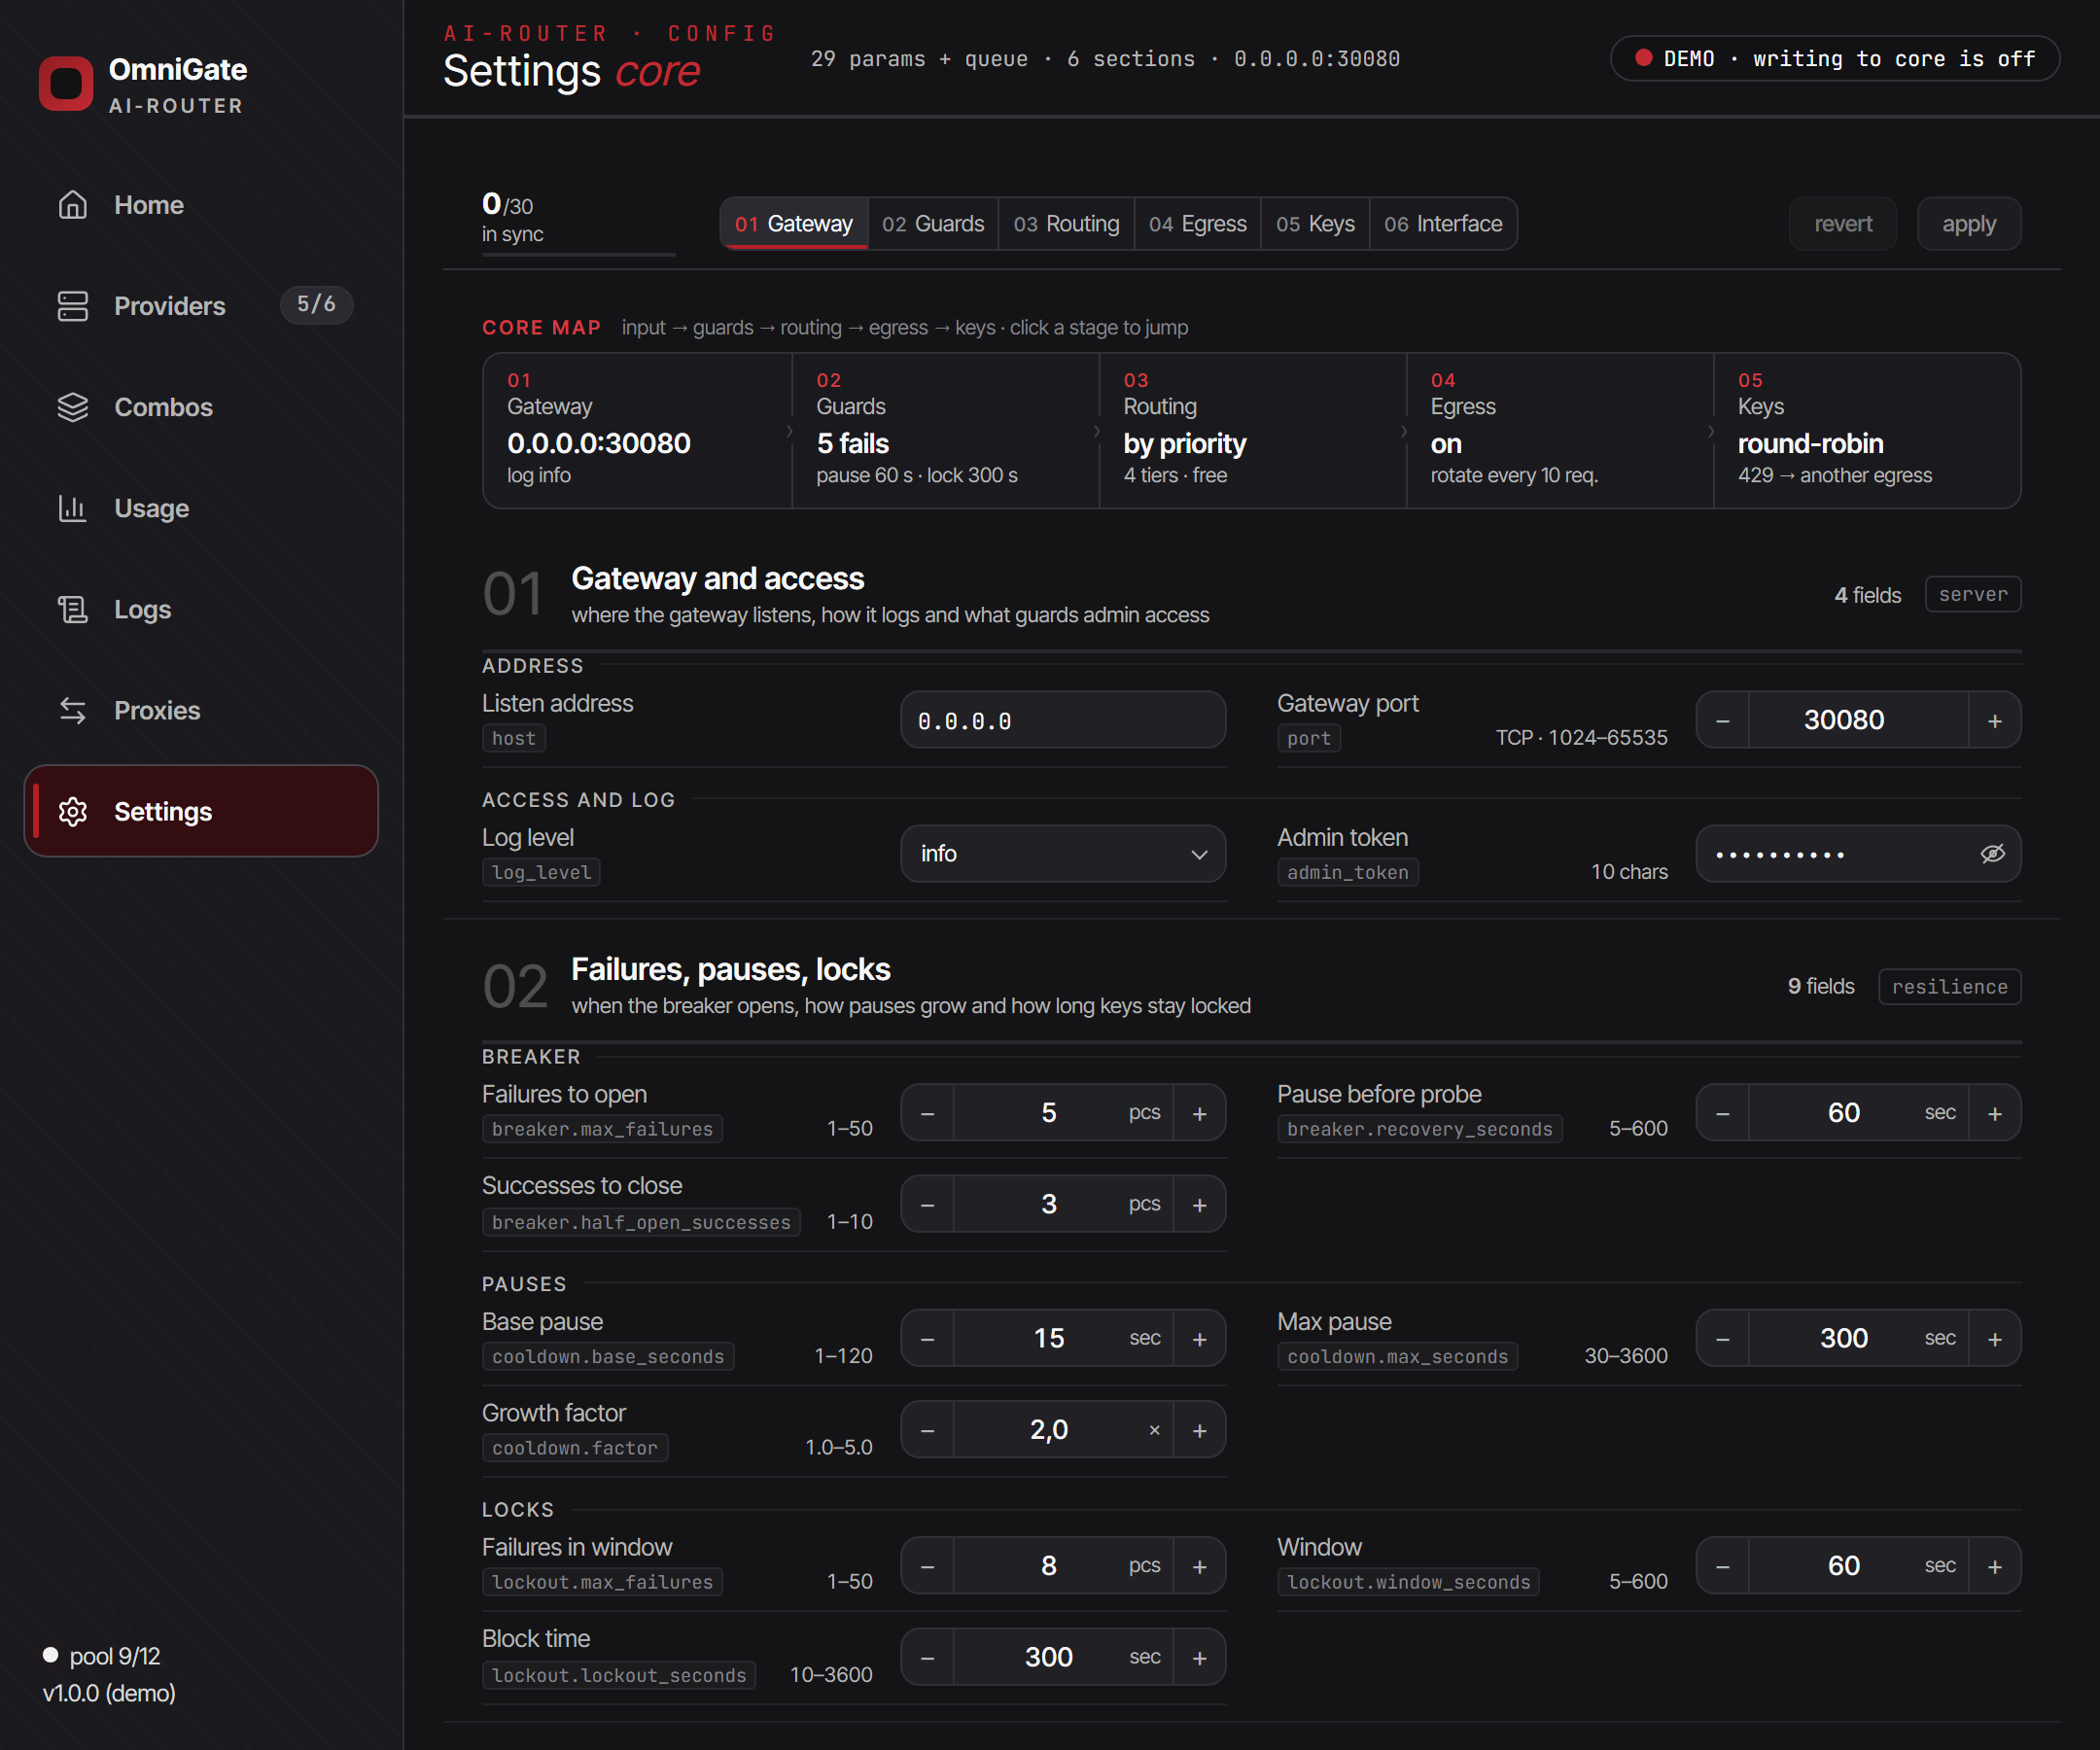 OmniGate
AI-ROUTER
Home
Providers 5/6
Combos
Usage
Logs
Proxies
Settings
pool 9/12
v1.0.0 (demo)
AI-ROUTER · CONFIG
Settings core
29 params + queue · 6 sections · 0.0.0.0:30080
DEMO · writing to core is off
0/30
in sync
01 Gateway 02 Guards 03 Routing 04 Egress 05 Keys 06 Interface
revert apply
CORE MAP input → guards → routing → egress → keys · click a stage to jump
01
Gateway
0.0.0.0:30080
log info
02
Guards
5 fails
pause 60 s · lock 300 s
03
Routing
by priority
4 tiers · free
04
Egress
on
rotate every 10 req.
05
Keys
round-robin
429 → another egress
01 Gateway and access
where the gateway listens, how it logs and what guards admin access
4 fields server
ADDRESS
Listen address
host
0.0.0.0
Gateway port
port TCP · 1024–65535
− 30080 +
ACCESS AND LOG
Log level
log_level
info
Admin token
admin_token 10 chars
••••••••••
02 Failures, pauses, locks
when the breaker opens, how pauses grow and how long keys stay locked
9 fields resilience
BREAKER
Failures to open
breaker.max_failures 1–50
− 5 pcs +
Pause before probe
breaker.recovery_seconds 5–600
− 60 sec +
Successes to close
breaker.half_open_successes 1–10
− 3 pcs +
PAUSES
Base pause
cooldown.base_seconds 1–120
− 15 sec +
Max pause
cooldown.max_seconds 30–3600
− 300 sec +
Growth factor
cooldown.factor 1.0–5.0
− 2,0 × +
LOCKS
Failures in window
lockout.max_failures 1–50
− 8 pcs +
Window
lockout.window_seconds 5–600
− 60 sec +
Block time
lockout.lockout_seconds 10–3600
− 300 sec +